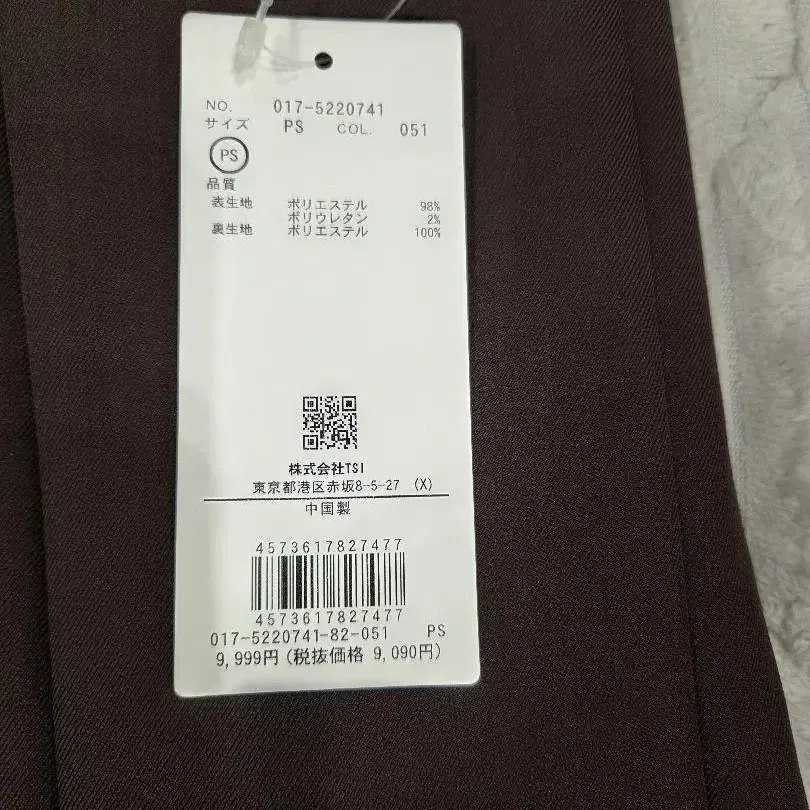 NO. 017-5220741
サイズ PS COL. 051
PS
品質
表生地 ポリエステル 98%
ポリウレタン 2%
裏生地 ポリエステル 100%
株式会社TSI
東京都港区赤坂8-5-27 (X)
中国製
4573617827477
4573617827477
017-5220741-82-051 PS
9,999円(税抜価格 9,090円)